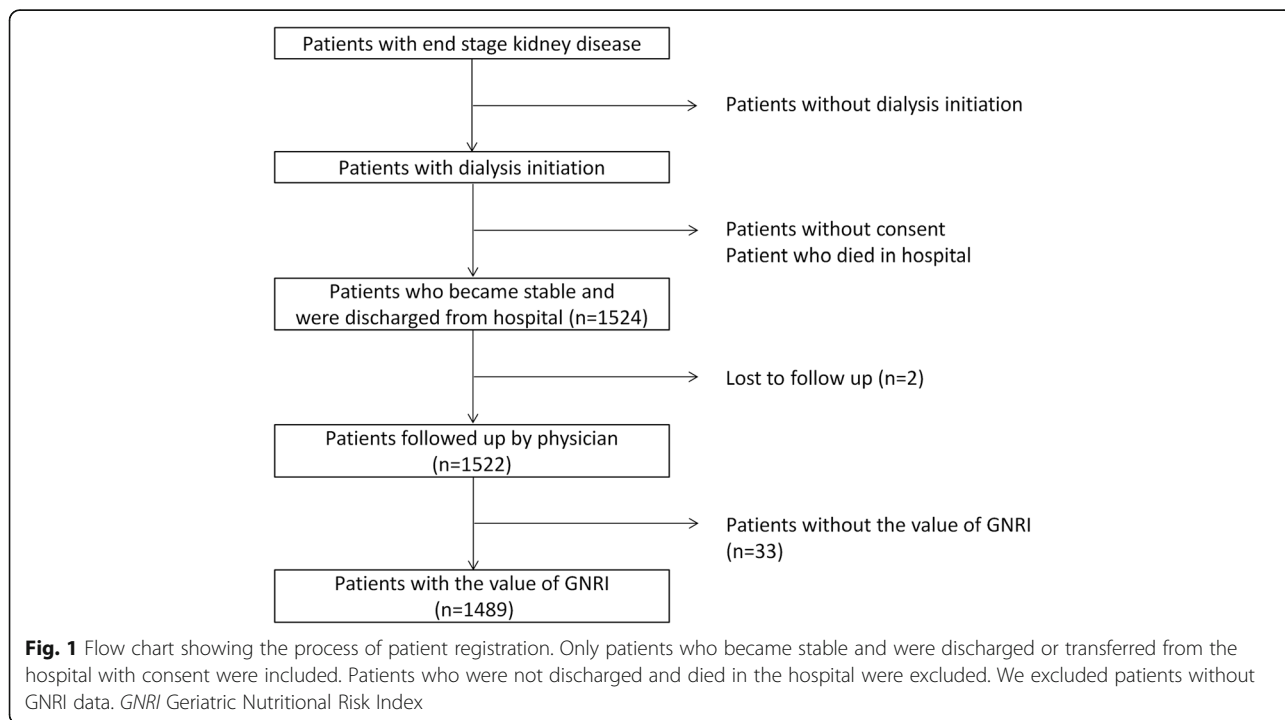 Patients with end stage kidney disease
Patients without dialysis initiation
Patients with dialysis initiation
Patients without consent
Patient who died in hospital
Patients who became stable and
were discharged from hospital (n=1524)
Lost to follow up (n=2)
Patients followed up by physician
(n=1522)
Patients without the value of GNRI
(n=33)
Patients with the value of GNRI
(n=1489)
Fig. 1 Flow chart showing the process of patient registration. Only patients who became stable and were discharged or transferred from the
hospital with consent were included. Patients who were not discharged and died in the hospital were excluded. We excluded patients without
GNRI data. GNRI Geriatric Nutritional Risk Index